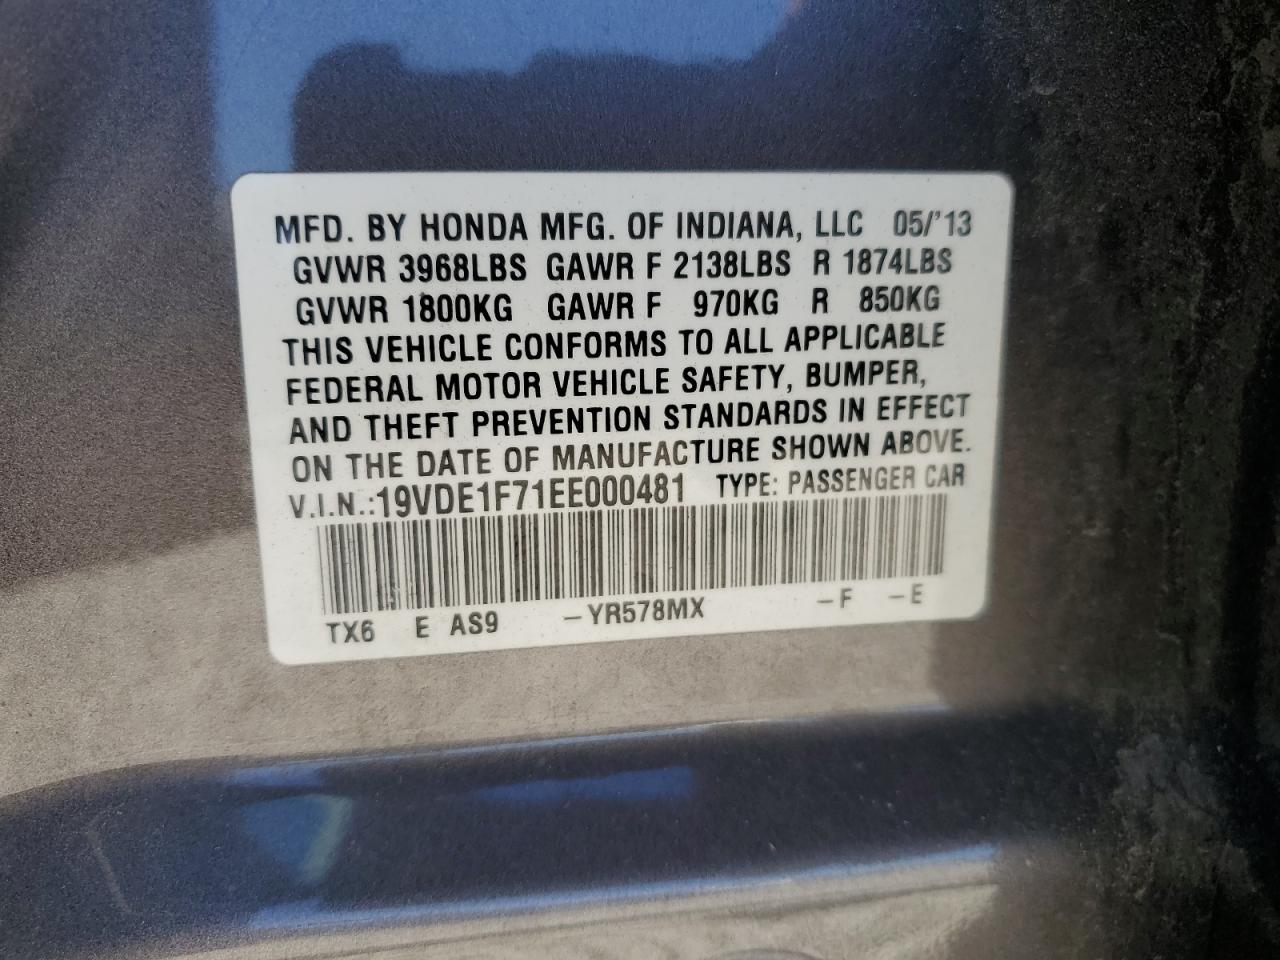 MFD. BY HONDA MFG. OF INDIANA, LLC 05/'13
GVWR 3968LBS GAWR F 2138LBS R 1874LBS
GVWR 1800KG GAWR F 970KG R 850KG
THIS VEHICLE CONFORMS TO ALL APPLICABLE
FEDERAL MOTOR VEHICLE SAFETY, BUMPER,
AND THEFT PREVENTION STANDARDS IN EFFECT
ON THE DATE OF MANUFACTURE SHOWN ABOVE.
V.I.N.:19VDE1F71EE000481 TYPE: PASSENGER CAR
TX6 E AS9 -YR578MX -F -E